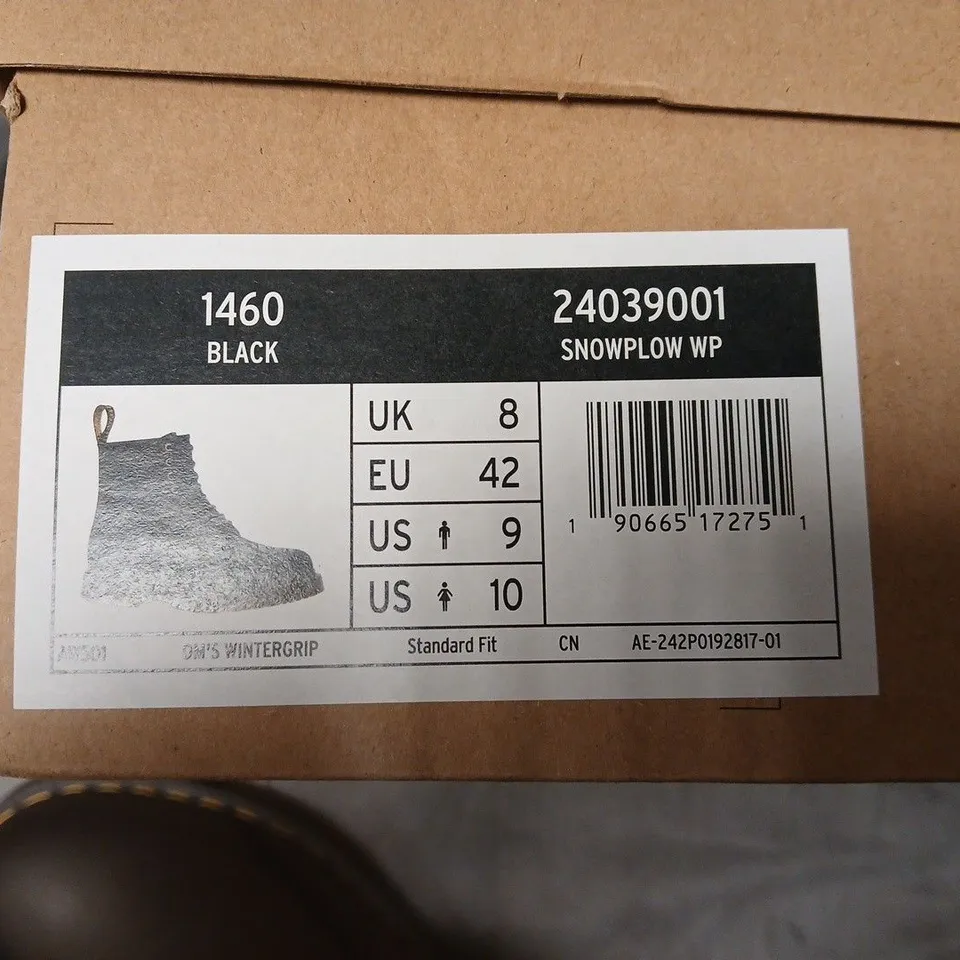 1460
BLACK
24039001
SNOWPLOW WP
UK 8
EU 42
US 9
US 10
1 90665 17275 1
DM'S WINTERGRIP Standard Fit CN AE-242P0192817-01